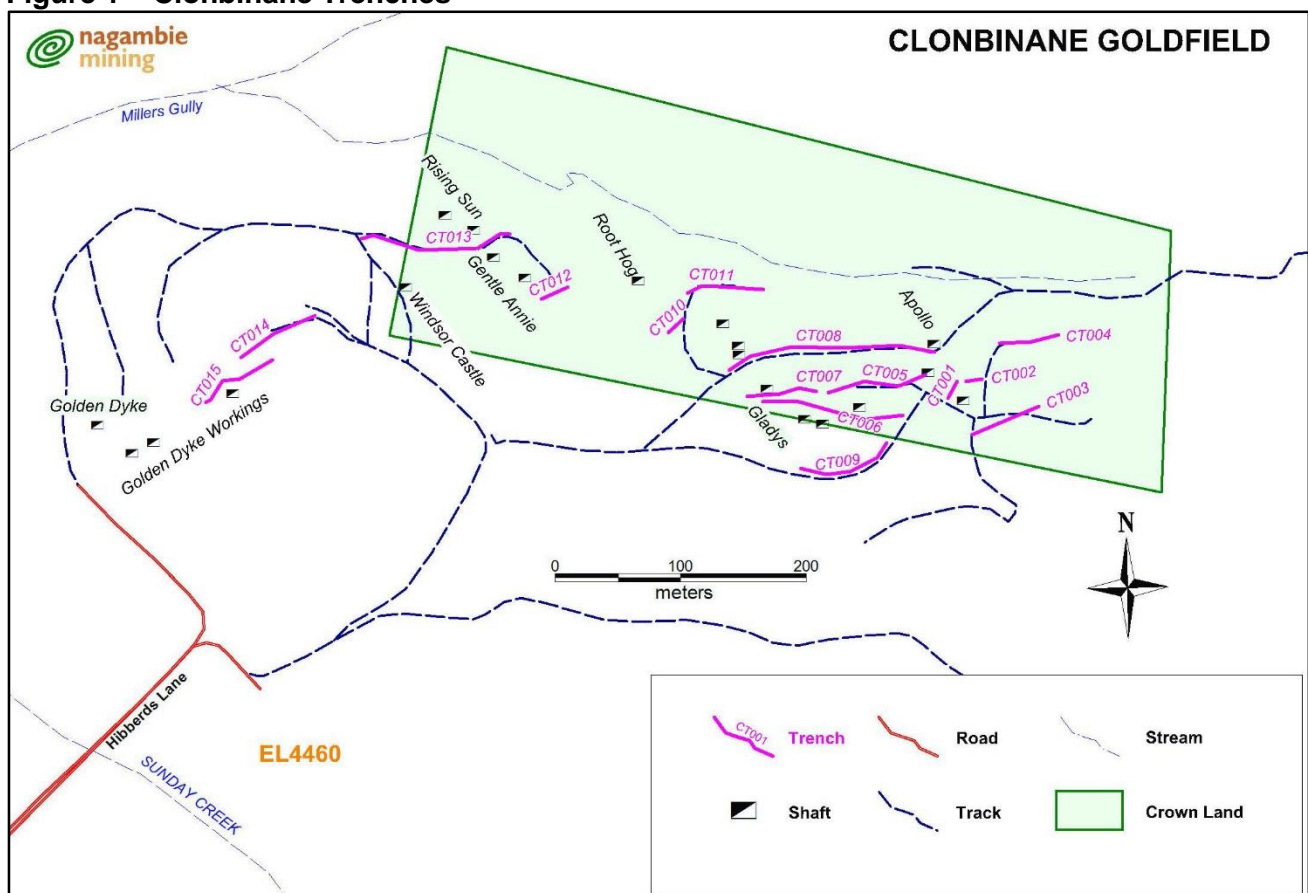 Figure 1 – Clonbinane Trenches
nagambie
mining
CLONBINANE GOLDFIELD
Millers Gully
Rising Sun
CT013
Gentle Annie
CT012
Root Hog
CT011
CT010
Apollo
Windsor Castle
CT008
CT004
CT014
CT015
CT007
CT005
CT001
CT002
CT003
Golden Dyke
Golden Dyke Workings
Gladys
CT006
CT009
N
0 100 200
meters
Hibberds Lane
EL4460
SUNDAY CREEK
CT001
Trench
Road
Stream
Shaft
Track
Crown Land